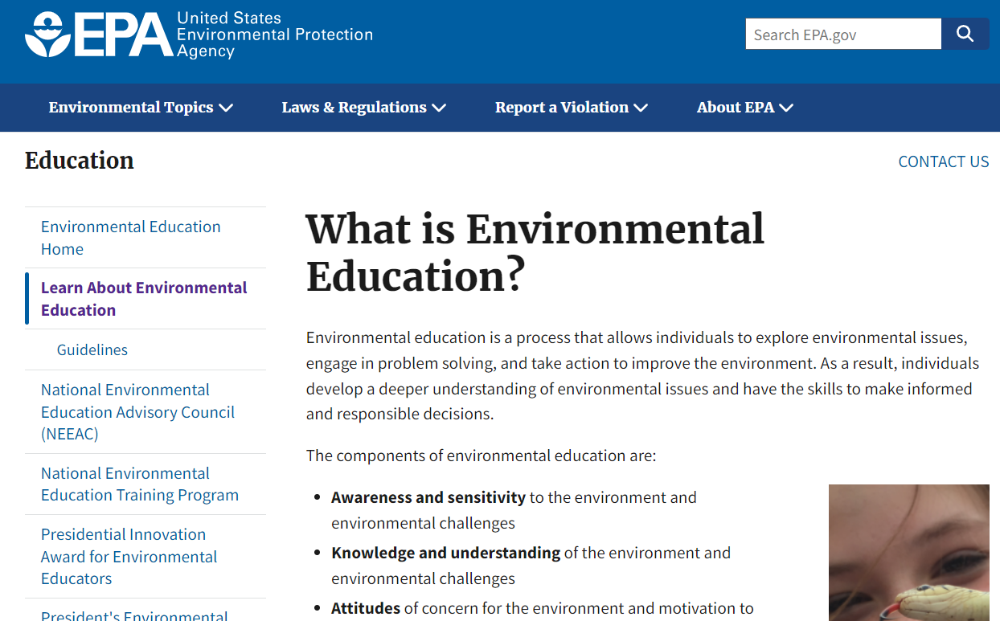 EPA
United States
Environmental Protection
Agency
Search EPA.gov
Environmental Topics
Laws & Regulations
Report a Violation
About EPA
Education
CONTACT US
Environmental Education
Home
Learn About Environmental
Education
Guidelines
National Environmental
Education Advisory Council
(NEEAC)
National Environmental
Education Training Program
Presidential Innovation
Award for Environmental
Educators
President's Environmental
What is Environmental
Education?
Environmental education is a process that allows individuals to explore environmental issues,
engage in problem solving, and take action to improve the environment. As a result, individuals
develop a deeper understanding of environmental issues and have the skills to make informed
and responsible decisions.
The components of environmental education are:
• Awareness and sensitivity to the environment and
environmental challenges
• Knowledge and understanding of the environment and
environmental challenges
• Attitudes of concern for the environment and motivation to